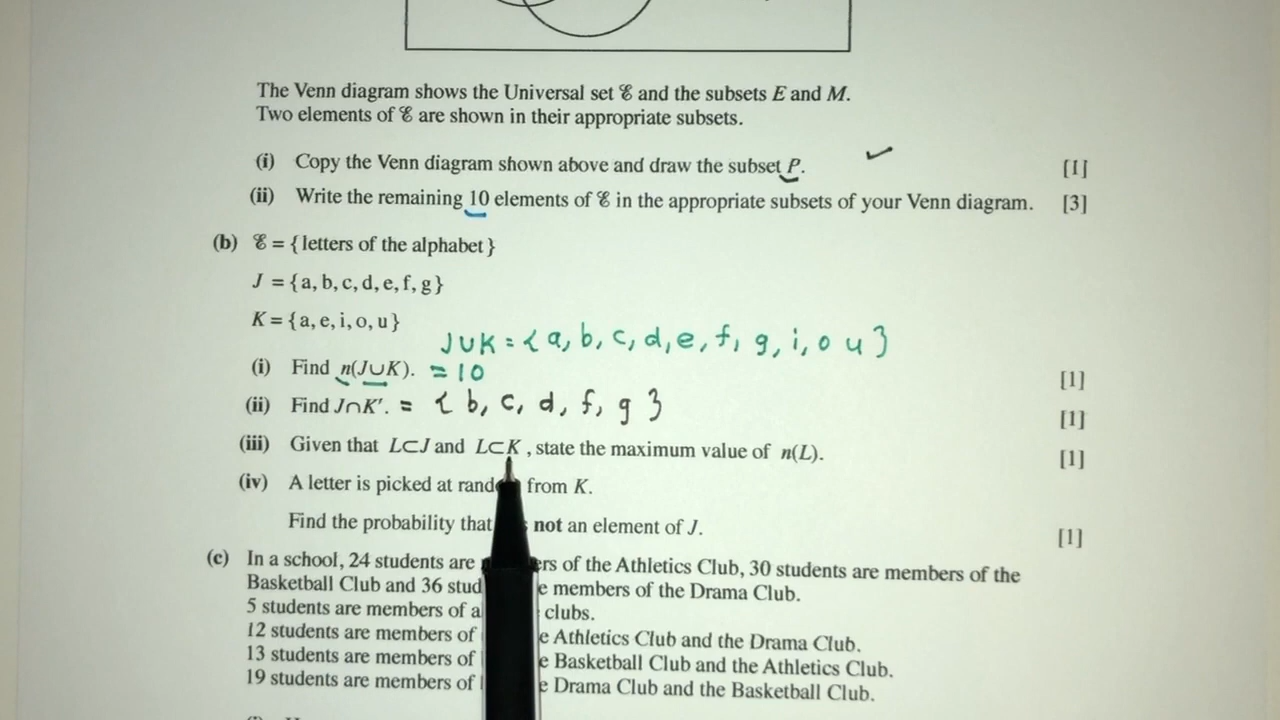 The Venn diagram shows the Universal set ℰ and the subsets E and M.
Two elements of ℰ are shown in their appropriate subsets.
(i) Copy the Venn diagram shown above and draw the subset P. [1]
(ii) Write the remaining 10 elements of ℰ in the appropriate subsets of your Venn diagram. [3]
(b) ℰ = {letters of the alphabet}
J = {a, b, c, d, e, f, g}
K = {a, e, i, o, u}
J∪K = {a, b, c, d, e, f, g, i, o u}
(i) Find n(J∪K). = 10 [1]
(ii) Find J∩K′. = {b, c, d, f, g} [1]
(iii) Given that L⊂J and L⊂K, state the maximum value of n(L). [1]
(iv) A letter is picked at from K.
Find the probability that not an element of J. [1]
(c) In a school, 24 students are of the Athletics Club, 30 students are members of the
Basketball Club and 36 members of the Drama Club.
5 students are members of clubs.
12 students are members of Athletics Club and the Drama Club.
13 students are members of Basketball Club and the Athletics Club.
19 students are members of Drama Club and the Basketball Club.